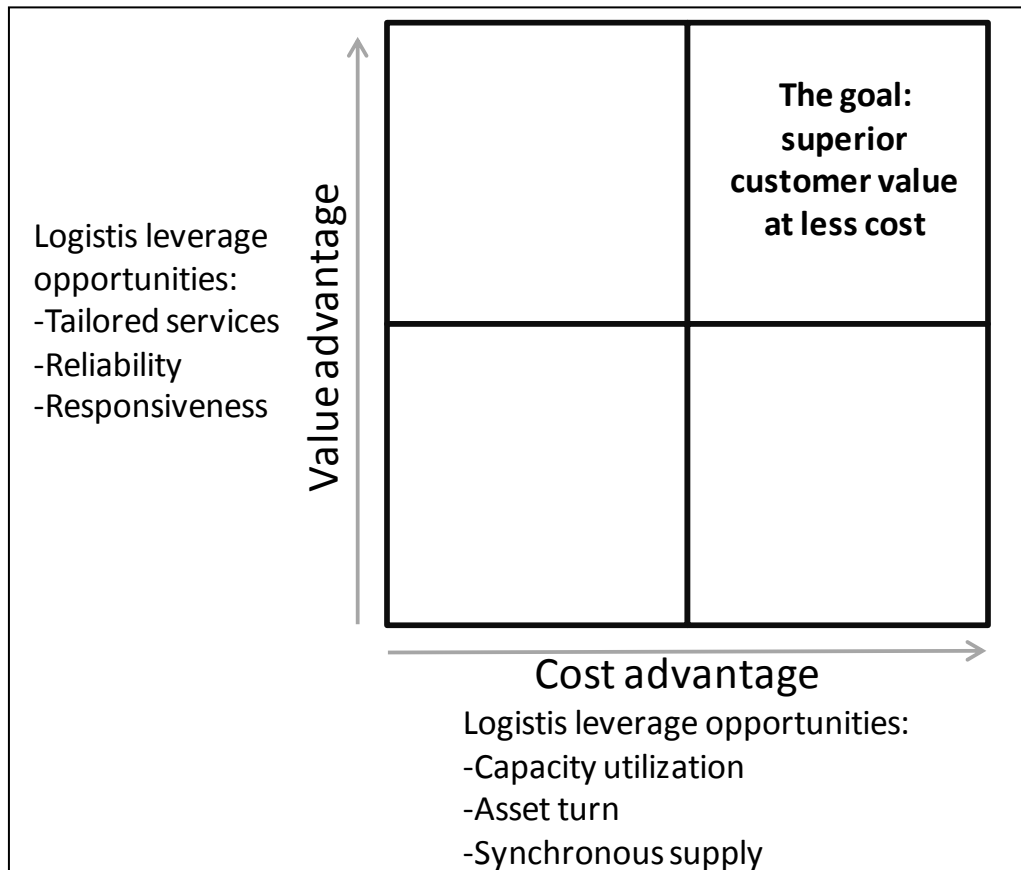 The goal:
superior
customer value
at less cost
Logistis leverage
opportunities:
-Tailored services
-Reliability
-Responsiveness
Value advantage
Cost advantage
Logistis leverage opportunities:
-Capacity utilization
-Asset turn
-Synchronous supply